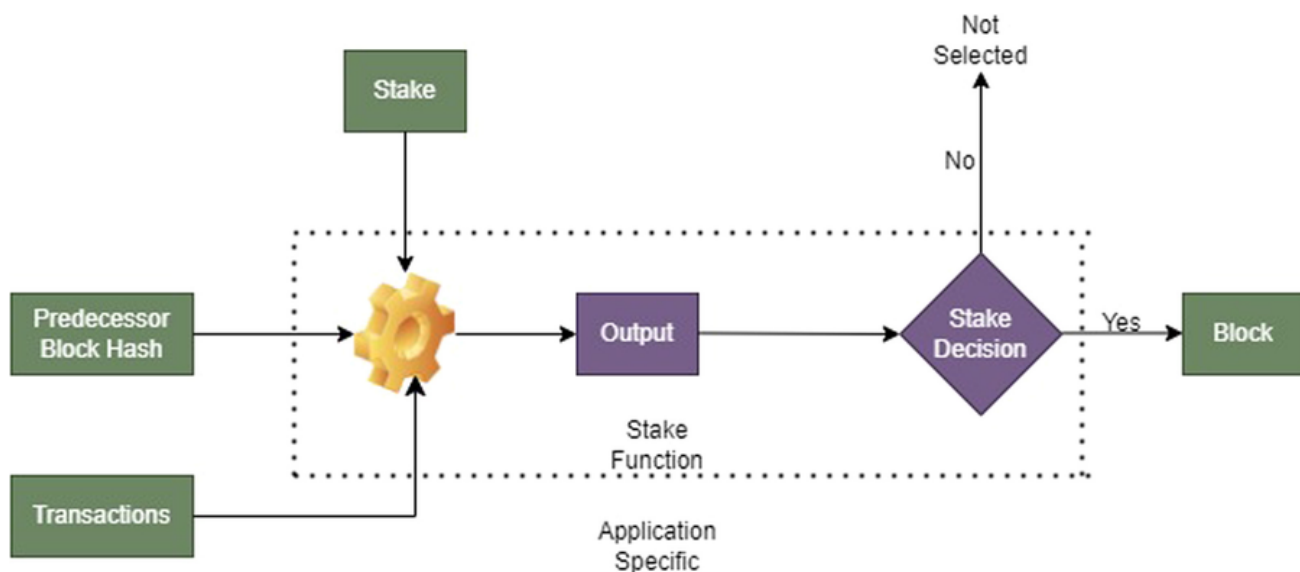 Not
Selected
Stake
No
Predecessor
Block Hash
Output
Stake
Decision
Yes
Block
Stake
Function
Transactions
Application
Specific